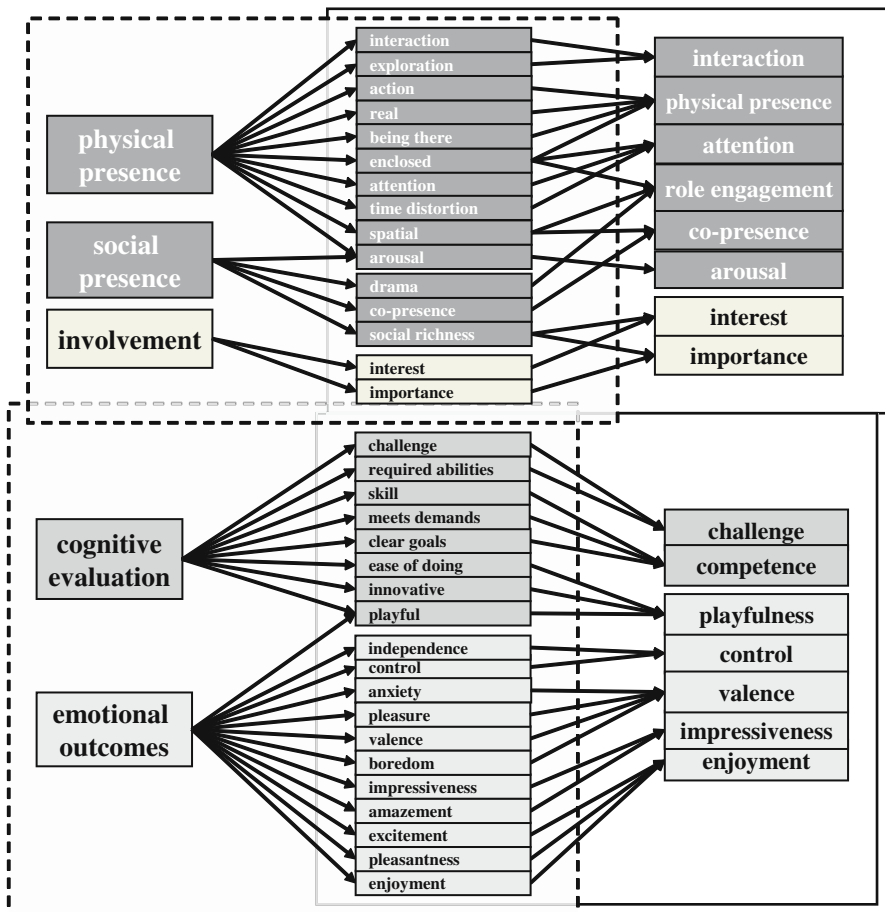 physical
presence
social
presence
involvement
interaction
exploration
action
real
being there
enclosed
attention
time distortion
spatial
arousal
drama
co-presence
social richness
interest
importance
interaction
physical presence
attention
role engagement
co-presence
arousal
interest
importance
cognitive
evaluation
emotional
outcomes
challenge
required abilities
skill
meets demands
clear goals
ease of doing
innovative
playful
independence
control
anxiety
pleasure
valence
boredom
impressiveness
amazement
excitement
pleasantness
enjoyment
challenge
competence
playfulness
control
valence
impressiveness
enjoyment